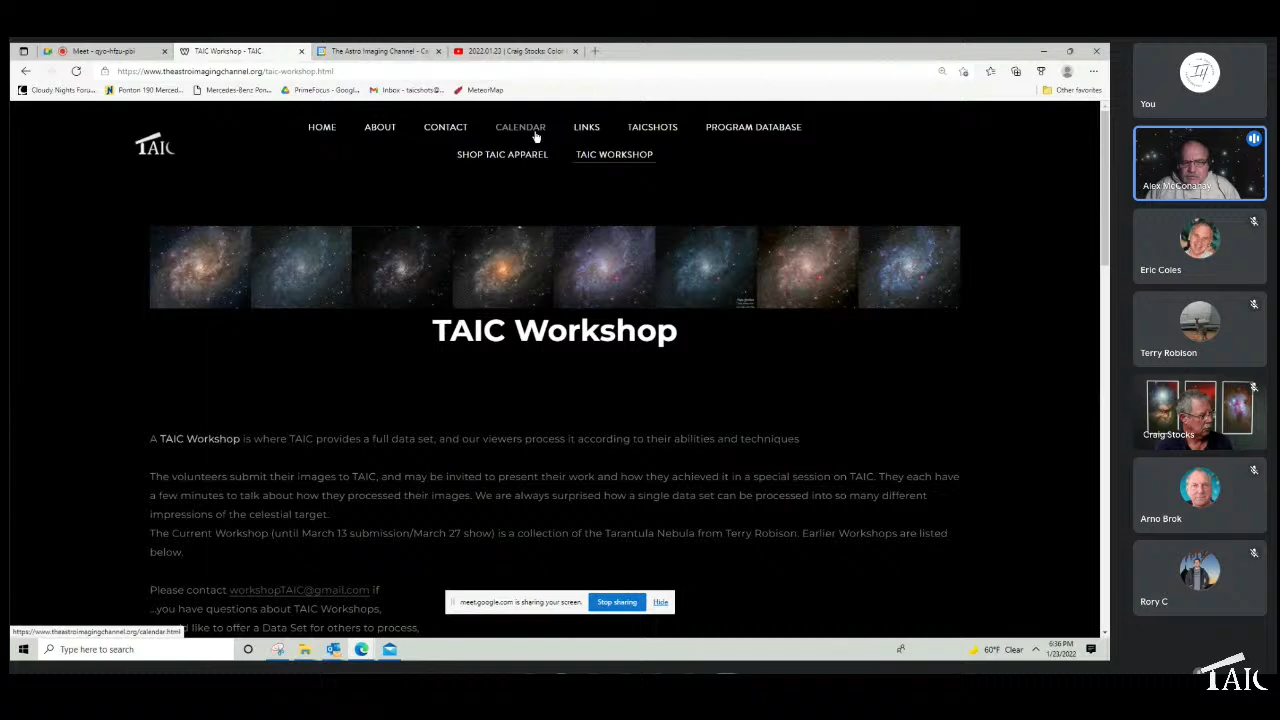 Meet - qyo-hfzu-pbi
TAIC Workshop - TAIC
The Astro Imaging Channel - Ca
2022.01.23 | Craig Stocks: Color
https://www.theastroimagingchannel.org/taic-workshop.html
Cloudy Nights Foru...
Ponton 190 Merced...
Mercedes-Benz Pon...
PrimeFocus - Googl...
Inbox - taicshots@...
MeteorMap
Other favorites
TAIC
HOME ABOUT CONTACT CALENDAR LINKS TAICSHOTS PROGRAM DATABASE
SHOP TAIC APPAREL TAIC WORKSHOP
TAIC Workshop
A TAIC Workshop is where TAIC provides a full data set, and our viewers process it according to their abilities and techniques
The volunteers submit their images to TAIC, and may be invited to present their work and how they achieved it in a special session on TAIC. They each have
a few minutes to talk about how they processed their images. We are always surprised how a single data set can be processed into so many different
impressions of the celestial target.
The Current Workshop (until March 13 submission/March 27 show) is a collection of the Tarantula Nebula from Terry Robison. Earlier Workshops are listed
below.
Please contact workshopTAIC@gmail.com if
...you have questions about TAIC Workshops,
ld like to offer a Data Set for others to process,
meet.google.com is sharing your screen.
Stop sharing
Hide
https://www.theastroimagingchannel.org/calendar.html
Type here to search
60°F Clear
6:36 PM
1/23/2022
You
Alex McConahay
Eric Coles
Terry Robison
Craig Stocks
Arno Brok
Rory C
TAIC